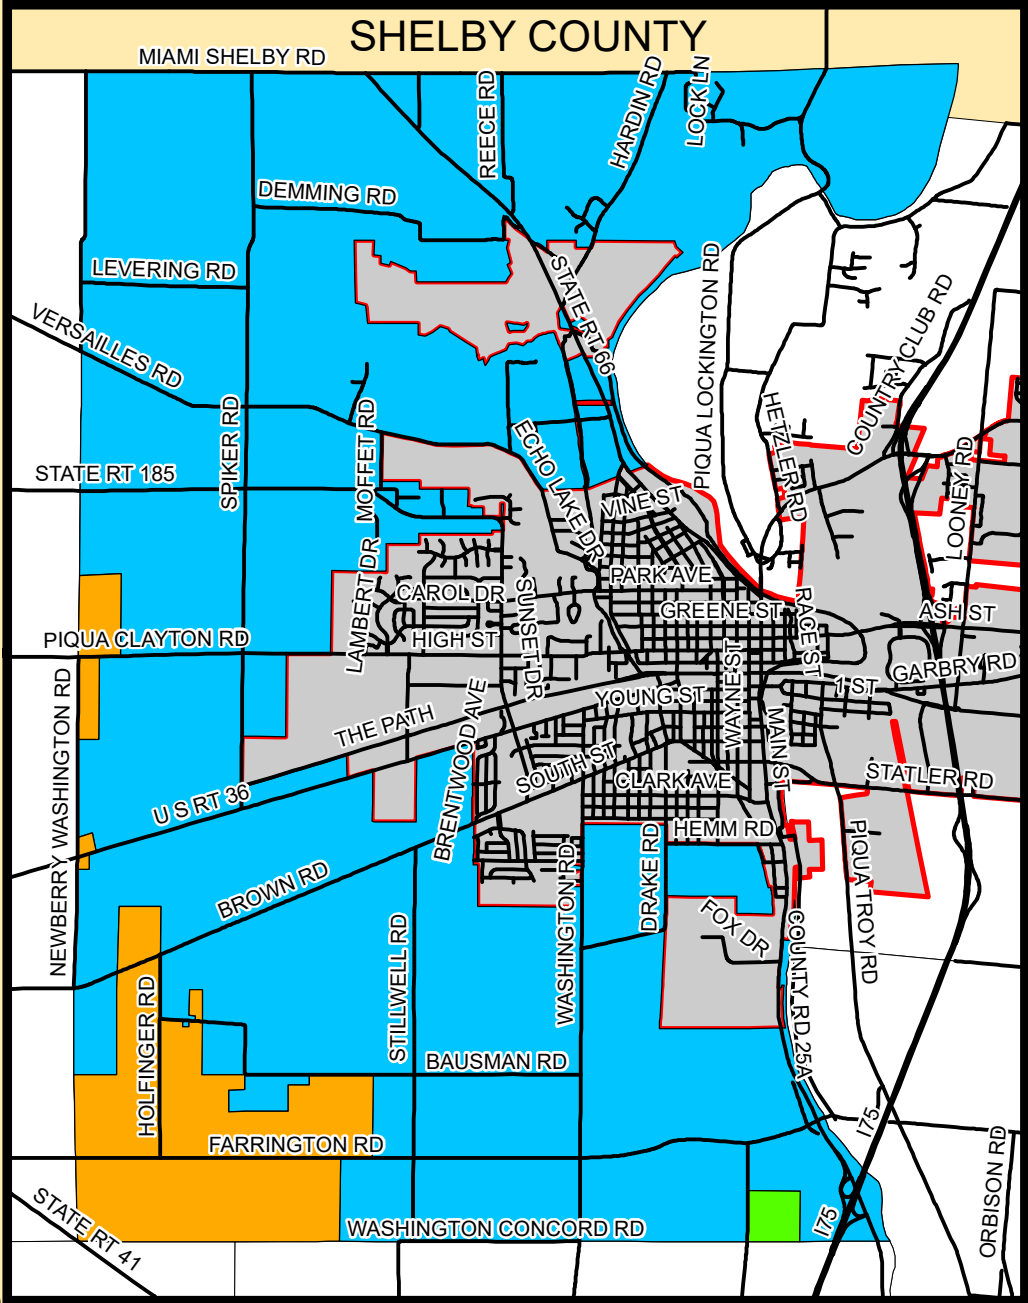 SHELBY COUNTY
MIAMI SHELBY RD
REECE RD
HARDIN RD
LOCK LN
DEMMING RD
LEVERING RD
VERSAILLES RD
STATE RT 66
PIQUA LOCKINGTON RD
COUNTRY CLUB RD
HETZLER RD
SPIKER RD
MOFFET RD
ECHO LAKE DR
STATE RT 185
VINE ST
LOONEY RD
LAMBERT DR
PARK AVE
CAROL DR
SUNSET DR
GREENE ST
RACE ST
ASH ST
PIQUA CLAYTON RD
HIGH ST
GARBRY RD
NEWBERRY WASHINGTON RD
THE PATH
BRENTWOOD AVE
YOUNG ST
WAYNE ST
1 ST
MAIN ST
U S RT 36
SOUTH ST
CLARK AVE
STATLER RD
HEMM RD
BROWN RD
DRAKE RD
WASHINGTON RD
FOX DR
PIQUA TROY RD
STILLWELL RD
COUNTY RD 25A
HOLFINGER RD
BAUSMAN RD
I75
FARRINGTON RD
ORBISON RD
STATE RT 41
WASHINGTON CONCORD RD
I75